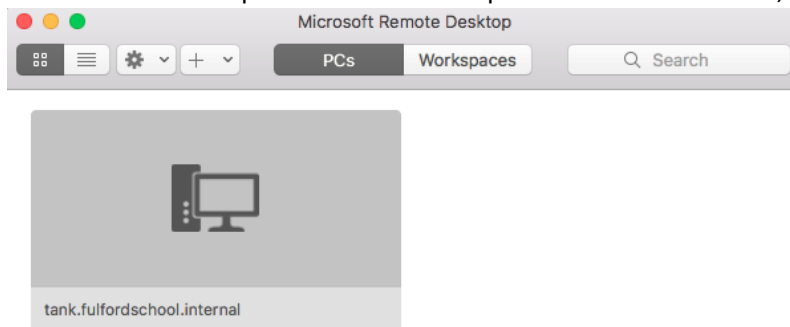 Microsoft Remote Desktop
PCs Workspaces Search
tank.fulfordschool.internal